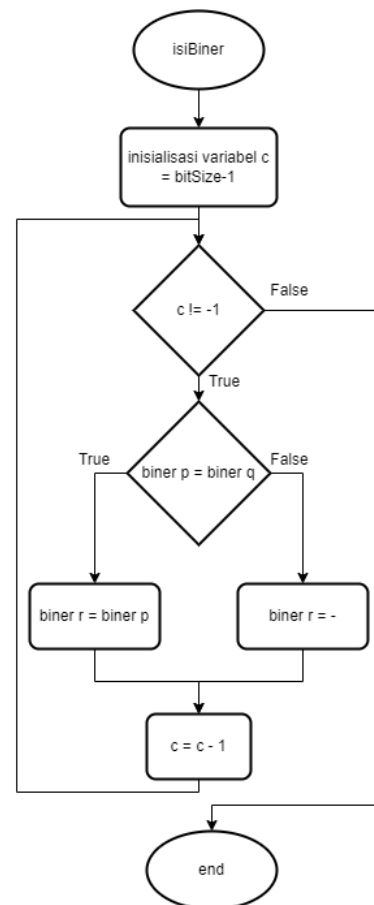 isiBiner
inisialisasi variabel c
= bitSize-1
c != -1
False
True
biner p = biner q
True
False
biner r = biner p
biner r = -
c = c - 1
end